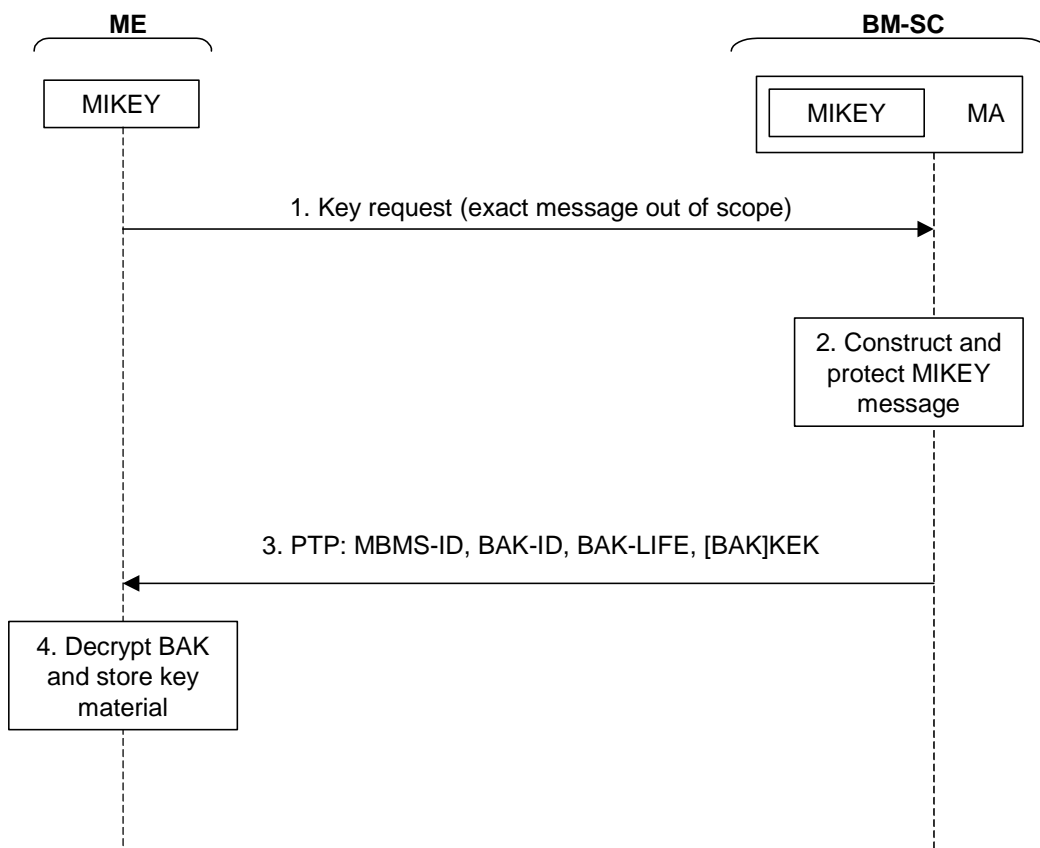 ME
BM-SC
MIKEY
MIKEY
MA
1. Key request (exact message out of scope)
2. Construct and
protect MIKEY
message
3. PTP: MBMS-ID, BAK-ID, BAK-LIFE, [BAK]KEK
4. Decrypt BAK
and store key
material